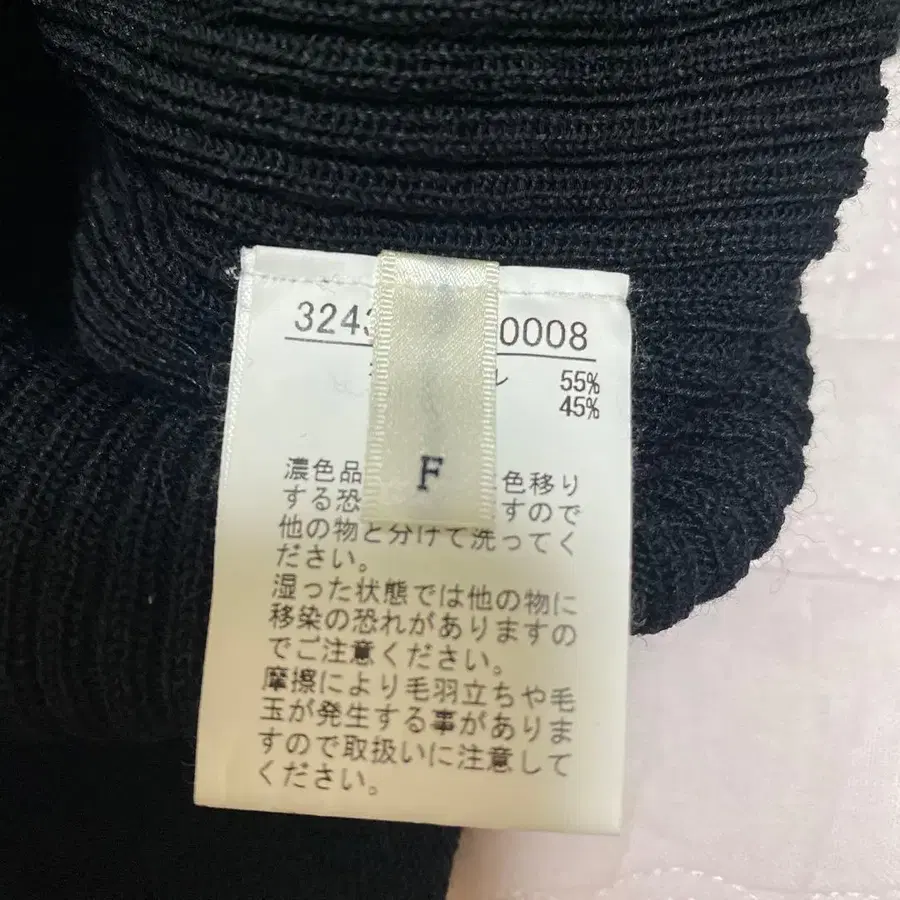 3243 0008
レ 55%
45%
F
濃色品 色移り
する恐 すので
他の物と分けて洗ってく
ださい。
湿った状態では他の物に
移染の恐れがありますの
でご注意ください。
摩擦により毛羽立ちや毛
玉が発生する事がありま
すので取扱いに注意して
ください。